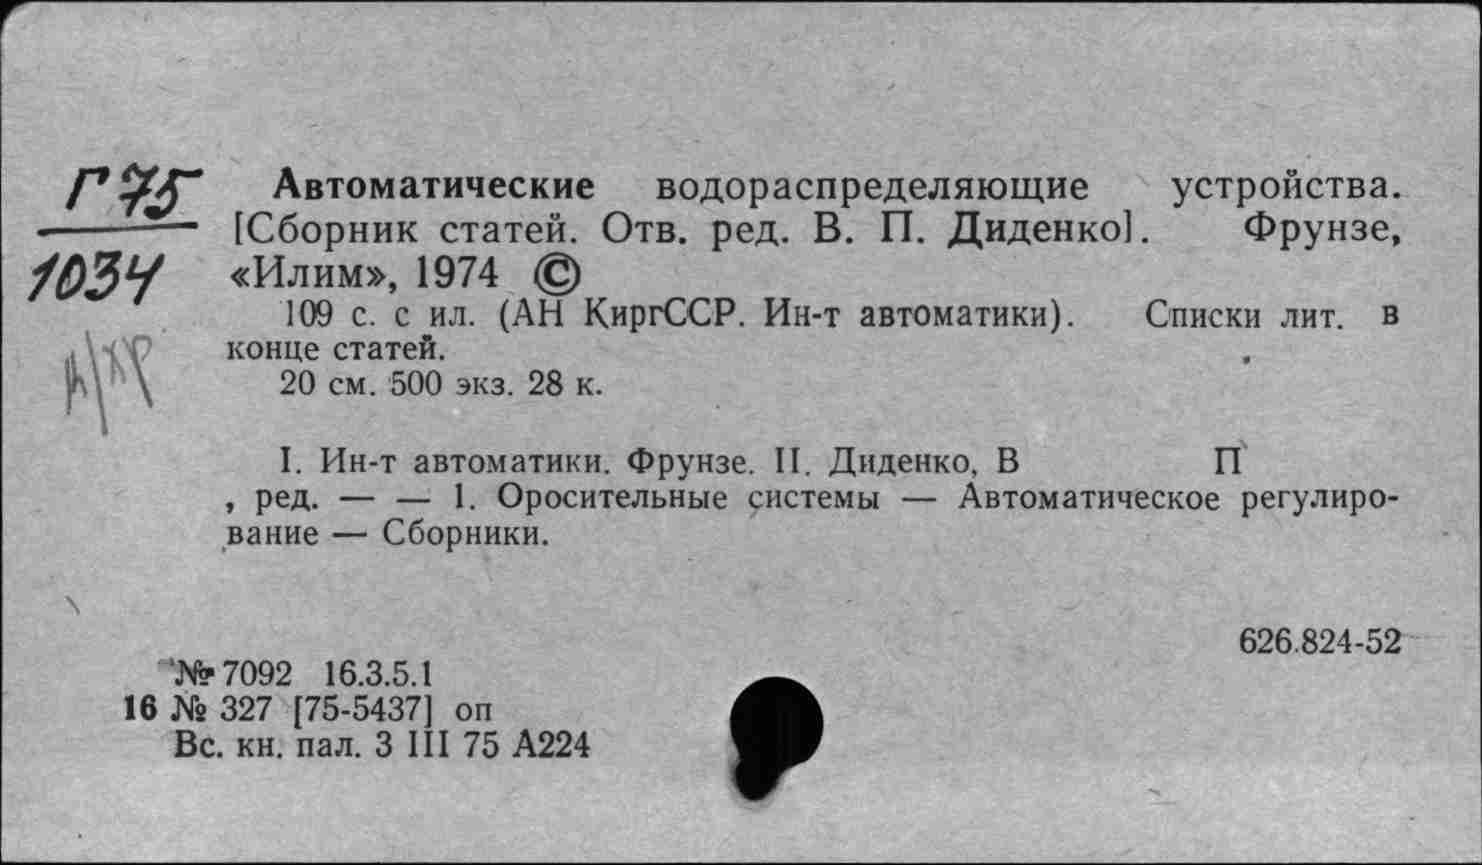 Г 75
1034
Автоматические водораспределяющие устройства.
[Сборник статей. Отв. ред. В. П. Диденко]. Фрунзе,
«Илим», 1974 ©
109 с. с ил. (АН КиргССР. Ин-т автоматики). Списки лит. в
конце статей.
20 см. 500 экз. 28 к.
I. Ин-т автоматики. Фрунзе. II. Диденко, В П
, ред. — — 1. Оросительные системы — Автоматическое регулиро-
вание — Сборники.
626.824-52
№ 7092 16.3.5.1
16 № 327 [75-5437] оп
Вс. кн. пал. 3 III 75 А224